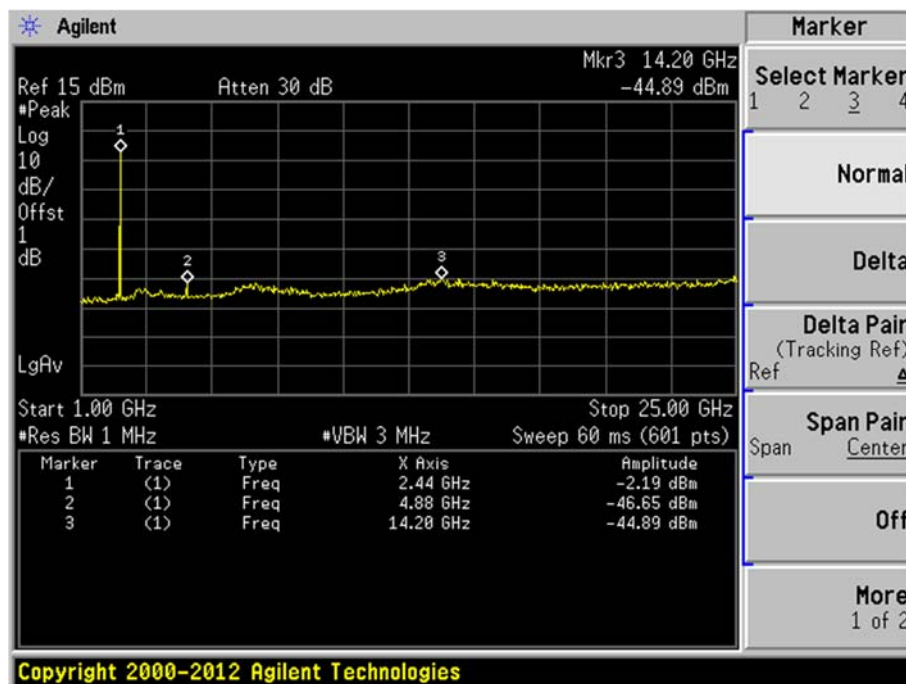 Agilent
Marker
Mkr3 14.20 GHz
Ref 15 dBm Atten 30 dB -44.89 dBm
#Peak
Log
10
dB/
Offst
1
dB
LgAv
1
2
3
Start 1.00 GHz Stop 25.00 GHz
#Res BW 1 MHz #VBW 3 MHz Sweep 60 ms (601 pts)
Marker Trace Type X Axis Amplitude
1 (1) Freq 2.44 GHz -2.19 dBm
2 (1) Freq 4.88 GHz -46.65 dBm
3 (1) Freq 14.20 GHz -44.89 dBm
Select Marker
1 2 3 4
Normal
Delta
Delta Pair
(Tracking Ref)
Ref Δ
Span Pair
Span Center
Off
More
1 of 2
Copyright 2000-2012 Agilent Technologies